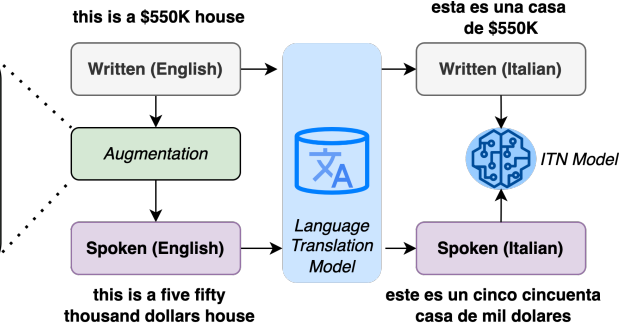 this is a $550K house
esta es una casa
de $550K
Written (English)
Written (Italian)
Augmentation
文A
Language
Translation
Model
ITN Model
Spoken (English)
Spoken (Italian)
this is a five fifty
thousand dollars house
este es un cinco cincuenta
casa de mil dolares